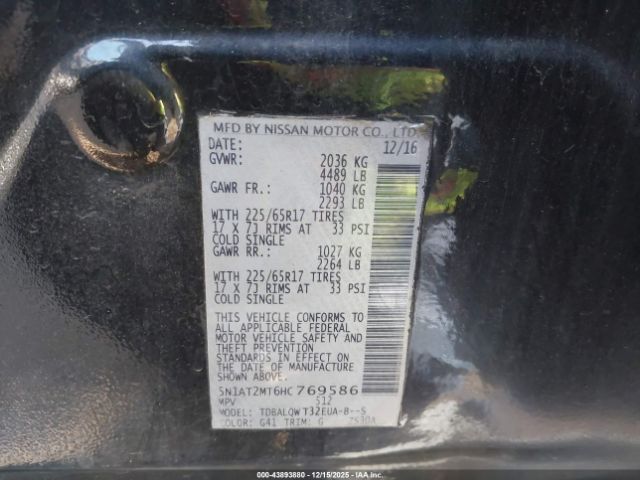 MFD BY NISSAN MOTOR CO., LTD.
DATE: 12/16
GVWR: 2036 KG
4489 LB
GAWR FR.: 1040 KG
2293 LB
WITH 225/65R17 TIRES
17 X 7J RIMS AT 33 PSI
COLD SINGLE
GAWR RR.: 1027 KG
2264 LB
WITH 225/65R17 TIRES
17 X 7J RIMS AT 33 PSI
COLD SINGLE
THIS VEHICLE CONFORMS TO
ALL APPLICABLE FEDERAL
MOTOR VEHICLE SAFETY AND
THEFT PREVENTION
STANDARDS IN EFFECT ON
THE DATE OF MANUFACTURE
SHOWN ABOVE.
5N1AT2MT6HC769586
MPV S12
MODEL: TDBALQWT32EUA-B--S
COLOR: G41 TRIM: G
000-43893880 - 12/15/2025 - IAA Inc.